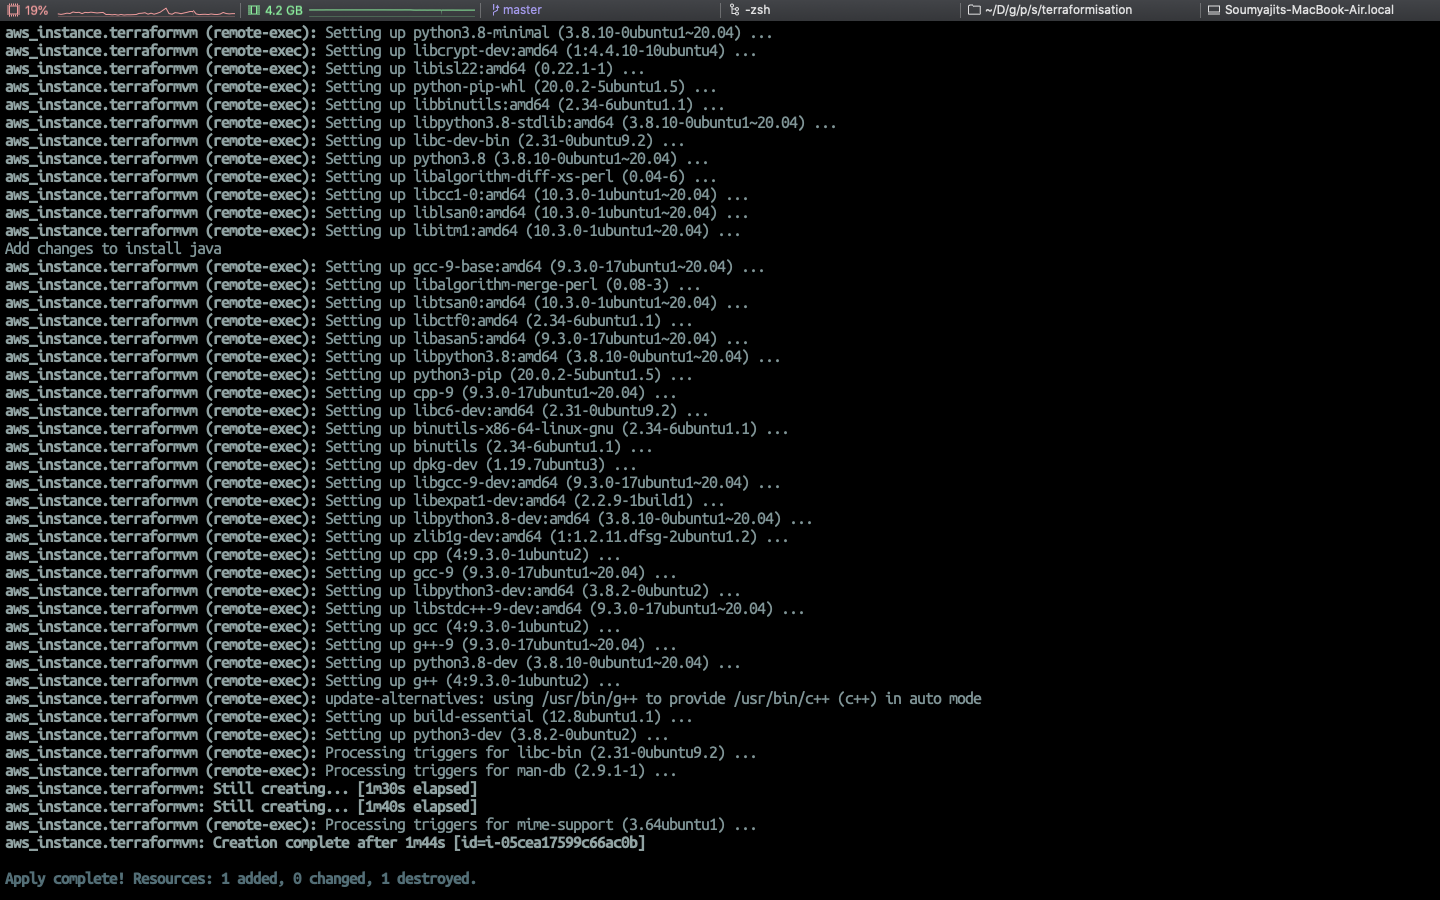 19% 4.2 GB master -zsh ~/D/g/p/s/terraformisation Soumyajits-MacBook-Air.local
aws_instance.terraformvm (remote-exec): Setting up python3.8-minimal (3.8.10-0ubuntu1~20.04) ...
aws_instance.terraformvm (remote-exec): Setting up libcrypt-dev:amd64 (1:4.4.10-10ubuntu4) ...
aws_instance.terraformvm (remote-exec): Setting up libisl22:amd64 (0.22.1-1) ...
aws_instance.terraformvm (remote-exec): Setting up python-pip-whl (20.0.2-5ubuntu1.5) ...
aws_instance.terraformvm (remote-exec): Setting up libbinutils:amd64 (2.34-6ubuntu1.1) ...
aws_instance.terraformvm (remote-exec): Setting up libpython3.8-stdlib:amd64 (3.8.10-0ubuntu1~20.04) ...
aws_instance.terraformvm (remote-exec): Setting up libc-dev-bin (2.31-0ubuntu9.2) ...
aws_instance.terraformvm (remote-exec): Setting up python3.8 (3.8.10-0ubuntu1~20.04) ...
aws_instance.terraformvm (remote-exec): Setting up libalgorithm-diff-xs-perl (0.04-6) ...
aws_instance.terraformvm (remote-exec): Setting up libcc1-0:amd64 (10.3.0-1ubuntu1~20.04) ...
aws_instance.terraformvm (remote-exec): Setting up liblsan0:amd64 (10.3.0-1ubuntu1~20.04) ...
aws_instance.terraformvm (remote-exec): Setting up libitm1:amd64 (10.3.0-1ubuntu1~20.04) ...
Add changes to install java
aws_instance.terraformvm (remote-exec): Setting up gcc-9-base:amd64 (9.3.0-17ubuntu1~20.04) ...
aws_instance.terraformvm (remote-exec): Setting up libalgorithm-merge-perl (0.08-3) ...
aws_instance.terraformvm (remote-exec): Setting up libtsan0:amd64 (10.3.0-1ubuntu1~20.04) ...
aws_instance.terraformvm (remote-exec): Setting up libctf0:amd64 (2.34-6ubuntu1.1) ...
aws_instance.terraformvm (remote-exec): Setting up libasan5:amd64 (9.3.0-17ubuntu1~20.04) ...
aws_instance.terraformvm (remote-exec): Setting up libpython3.8:amd64 (3.8.10-0ubuntu1~20.04) ...
aws_instance.terraformvm (remote-exec): Setting up python3-pip (20.0.2-5ubuntu1.5) ...
aws_instance.terraformvm (remote-exec): Setting up cpp-9 (9.3.0-17ubuntu1~20.04) ...
aws_instance.terraformvm (remote-exec): Setting up libc6-dev:amd64 (2.31-0ubuntu9.2) ...
aws_instance.terraformvm (remote-exec): Setting up binutils-x86-64-linux-gnu (2.34-6ubuntu1.1) ...
aws_instance.terraformvm (remote-exec): Setting up binutils (2.34-6ubuntu1.1) ...
aws_instance.terraformvm (remote-exec): Setting up dpkg-dev (1.19.7ubuntu3) ...
aws_instance.terraformvm (remote-exec): Setting up libgcc-9-dev:amd64 (9.3.0-17ubuntu1~20.04) ...
aws_instance.terraformvm (remote-exec): Setting up libexpat1-dev:amd64 (2.2.9-1build1) ...
aws_instance.terraformvm (remote-exec): Setting up libpython3.8-dev:amd64 (3.8.10-0ubuntu1~20.04) ...
aws_instance.terraformvm (remote-exec): Setting up zlib1g-dev:amd64 (1:1.2.11.dfsg-2ubuntu1.2) ...
aws_instance.terraformvm (remote-exec): Setting up cpp (4:9.3.0-1ubuntu2) ...
aws_instance.terraformvm (remote-exec): Setting up gcc-9 (9.3.0-17ubuntu1~20.04) ...
aws_instance.terraformvm (remote-exec): Setting up libpython3-dev:amd64 (3.8.2-0ubuntu2) ...
aws_instance.terraformvm (remote-exec): Setting up libstdc++-9-dev:amd64 (9.3.0-17ubuntu1~20.04) ...
aws_instance.terraformvm (remote-exec): Setting up gcc (4:9.3.0-1ubuntu2) ...
aws_instance.terraformvm (remote-exec): Setting up g++-9 (9.3.0-17ubuntu1~20.04) ...
aws_instance.terraformvm (remote-exec): Setting up python3.8-dev (3.8.10-0ubuntu1~20.04) ...
aws_instance.terraformvm (remote-exec): Setting up g++ (4:9.3.0-1ubuntu2) ...
aws_instance.terraformvm (remote-exec): update-alternatives: using /usr/bin/g++ to provide /usr/bin/c++ (c++) in auto mode
aws_instance.terraformvm (remote-exec): Setting up build-essential (12.8ubuntu1.1) ...
aws_instance.terraformvm (remote-exec): Setting up python3-dev (3.8.2-0ubuntu2) ...
aws_instance.terraformvm (remote-exec): Processing triggers for libc-bin (2.31-0ubuntu9.2) ...
aws_instance.terraformvm (remote-exec): Processing triggers for man-db (2.9.1-1) ...
aws_instance.terraformvm: Still creating... [1m30s elapsed]
aws_instance.terraformvm: Still creating... [1m40s elapsed]
aws_instance.terraformvm (remote-exec): Processing triggers for mime-support (3.64ubuntu1) ...
aws_instance.terraformvm: Creation complete after 1m44s [id=i-05cea17599c66ac0b]
Apply complete! Resources: 1 added, 0 changed, 1 destroyed.